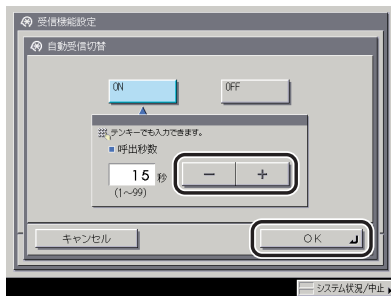 受信機能設定
自動受信切替
ON
OFF
テンキーでも入力できます。
■ 呼出秒数
15 秒
(1~99)
− +
キャンセル
OK
システム状況/中止